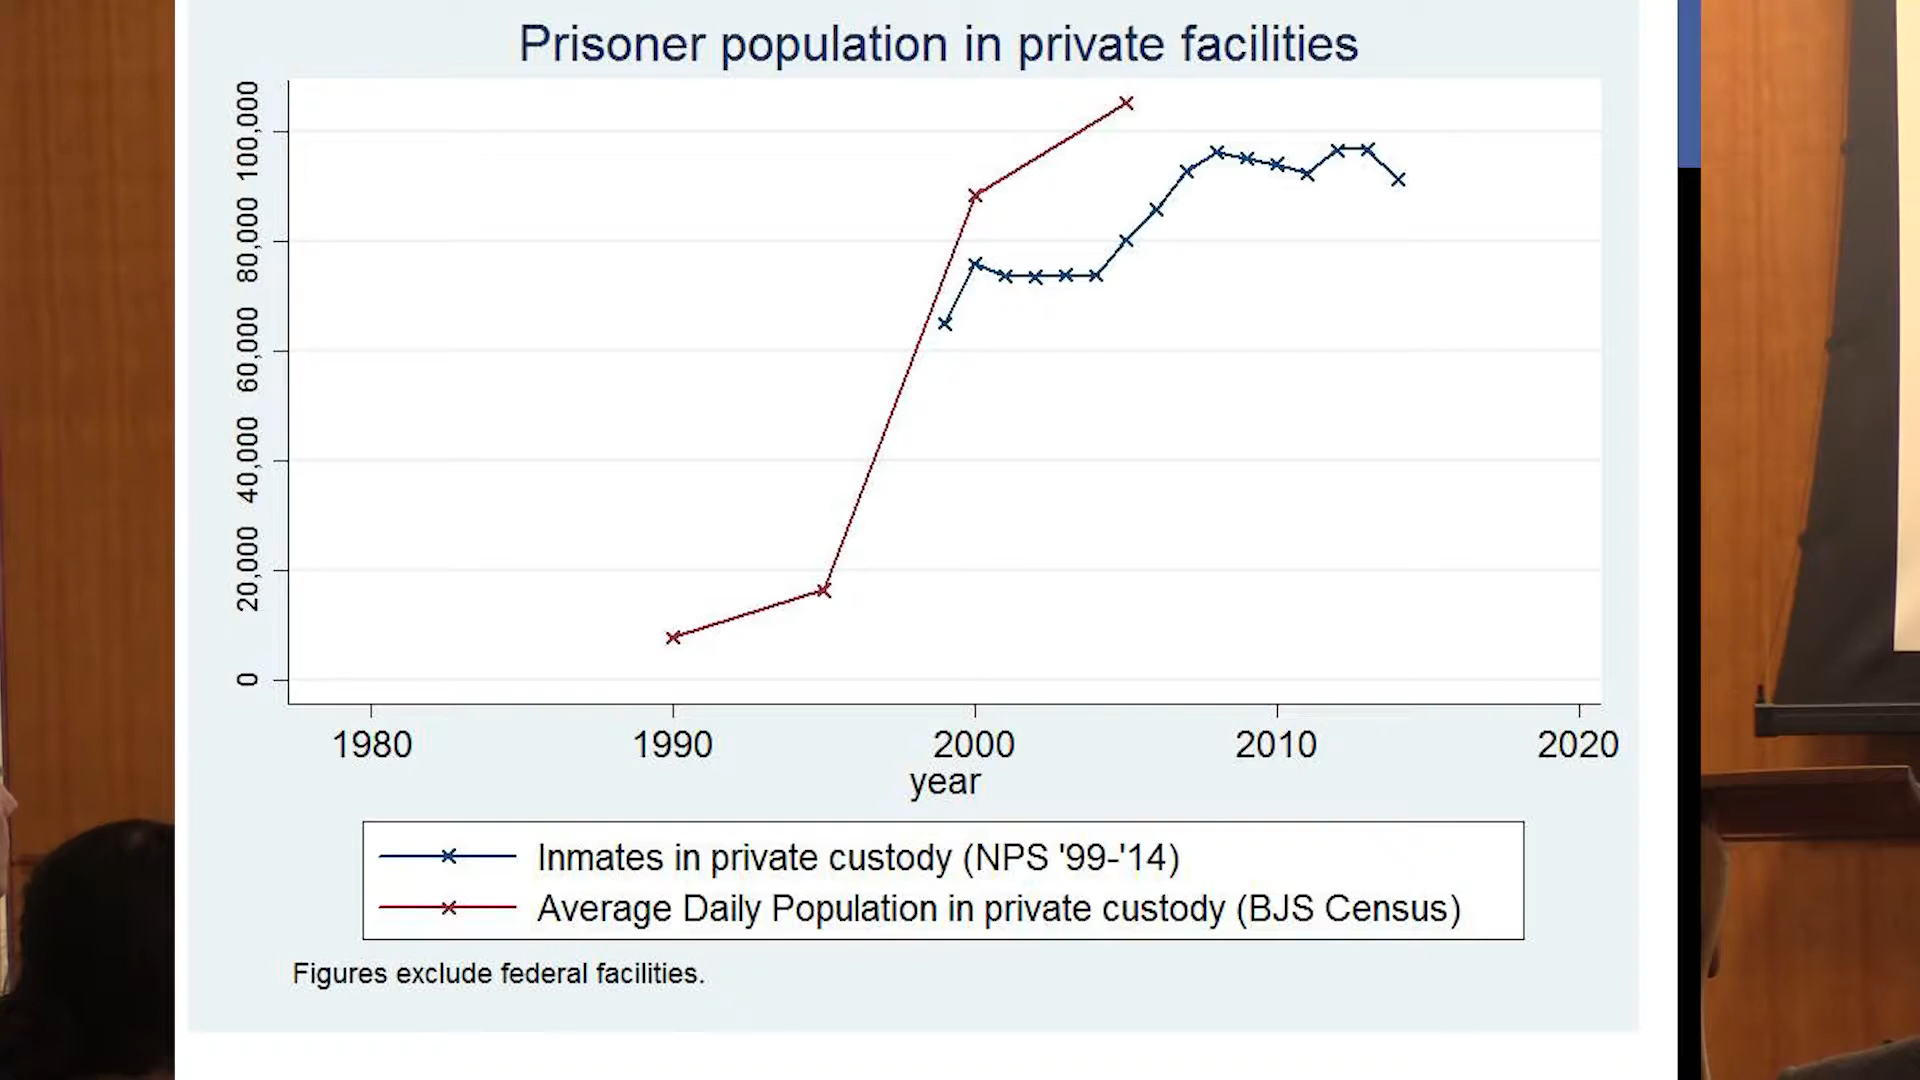 Prisoner population in private facilities
100,000
80,000
60,000
40,000
20,000
0
1980 1990 2000 2010 2020
year
Inmates in private custody (NPS '99-'14)
Average Daily Population in private custody (BJS Census)
Figures exclude federal facilities.